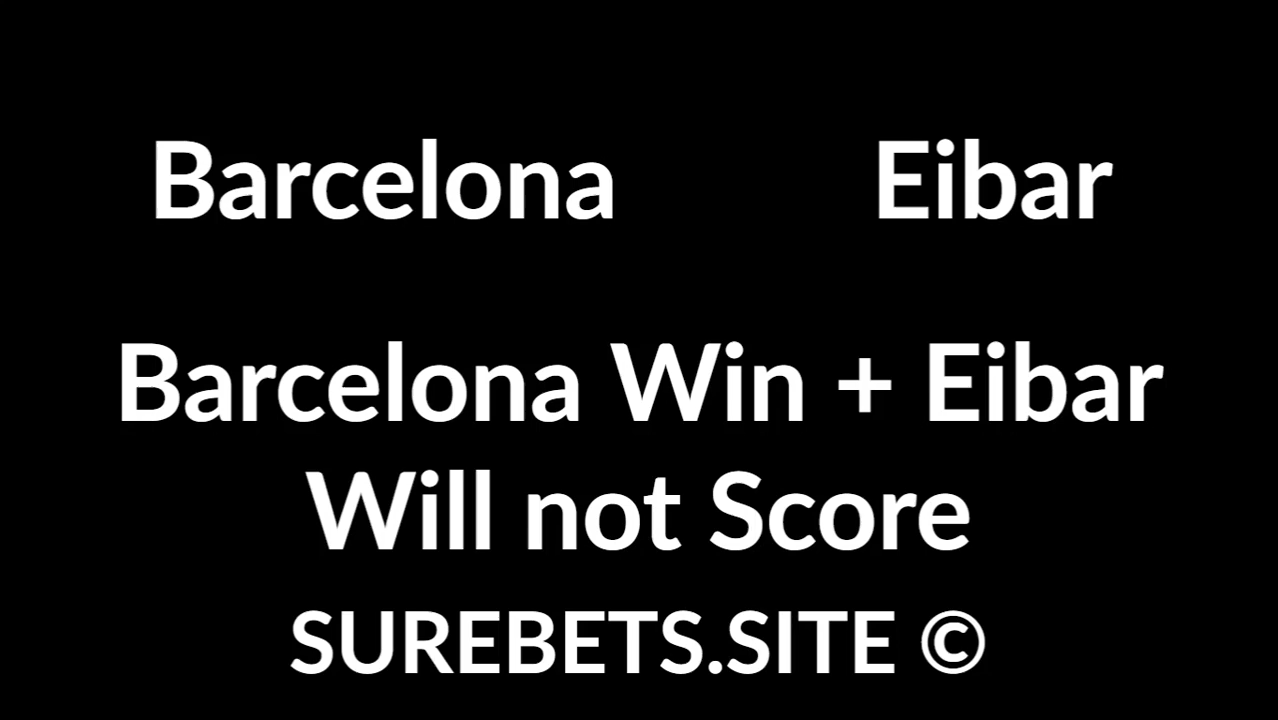 Barcelona Eibar
Barcelona Win + Eibar
Will not Score
SUREBETS.SITE ©